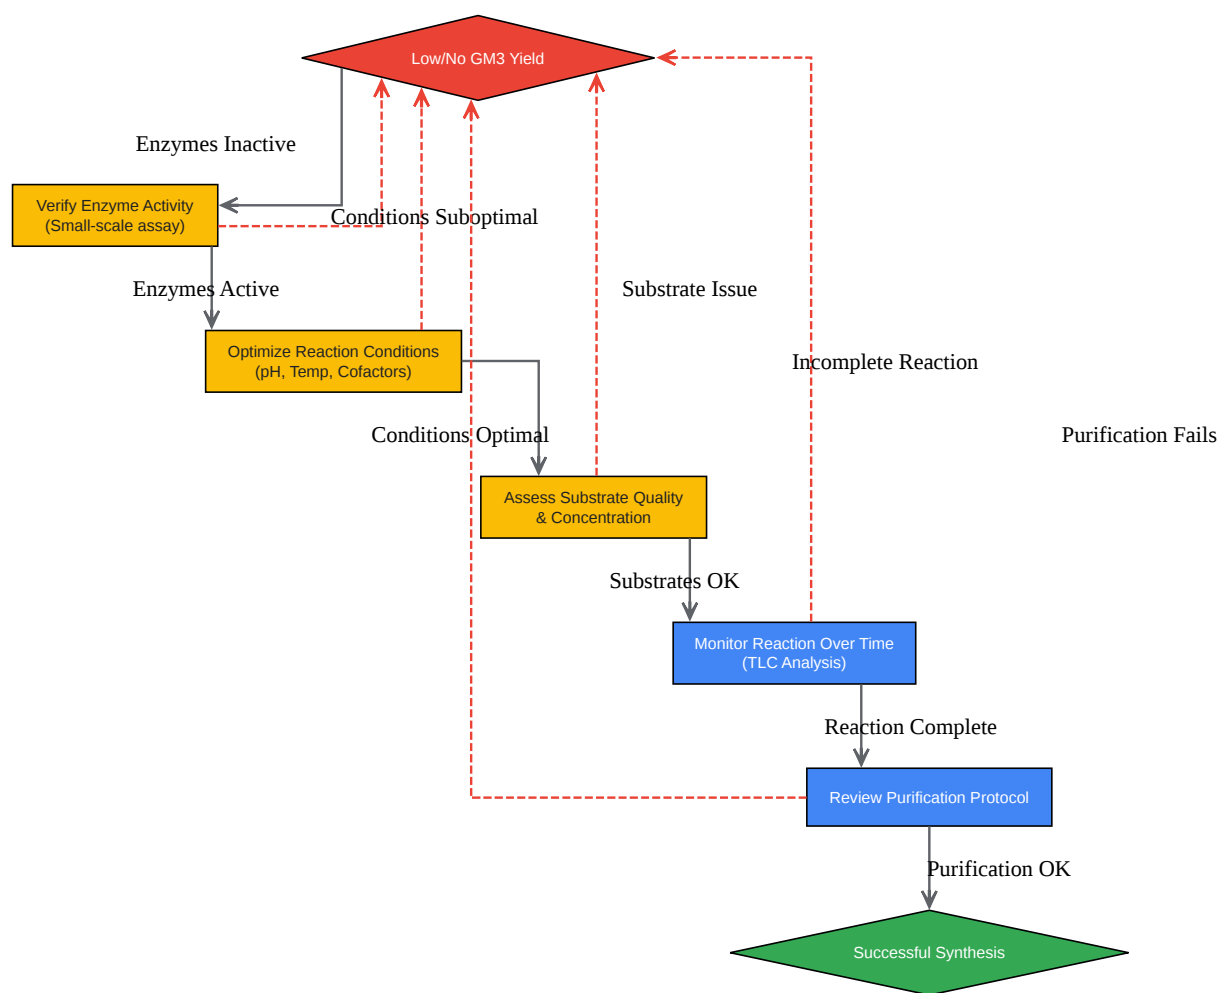 Low/No GM3 Yield
Enzymes Inactive
Verify Enzyme Activity
(Small-scale assay)
Conditions Suboptimal
Enzymes Active
Substrate Issue
Optimize Reaction Conditions
(pH, Temp, Cofactors)
Incomplete Reaction
Conditions Optimal
Purification Fails
Assess Substrate Quality
& Concentration
Substrates OK
Monitor Reaction Over Time
(TLC Analysis)
Reaction Complete
Review Purification Protocol
Purification OK
Successful Synthesis